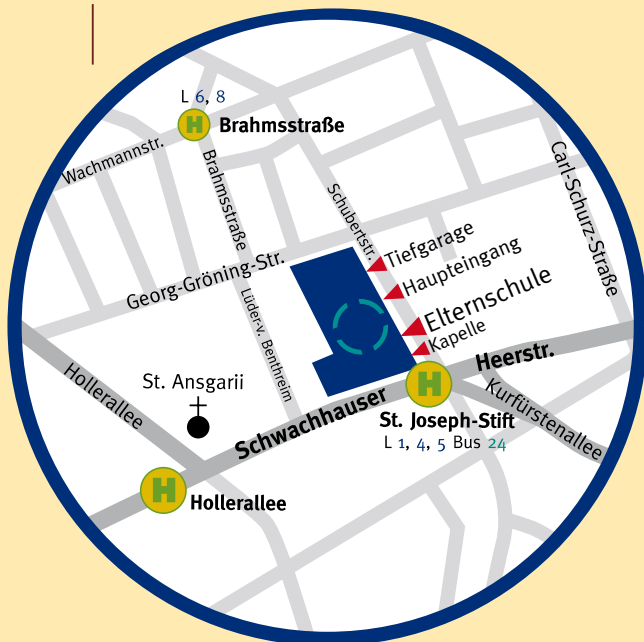 L 6, 8
H
Brahmsstraße
Wachmannstr.
Brahmsstraße
Schubertstr.
Carl-Schurz-Straße
Tiefgarage
Haupteingang
Georg-Gröning-Str.
Elternschule
Kapelle
Lüder-v. Benthreim
Heerstr.
Hollerallee
St. Ansgarii
Schwachhauser
H
Kurfürstenallee
St. Joseph-Stift
L 1, 4, 5 Bus 24
H
Hollerallee